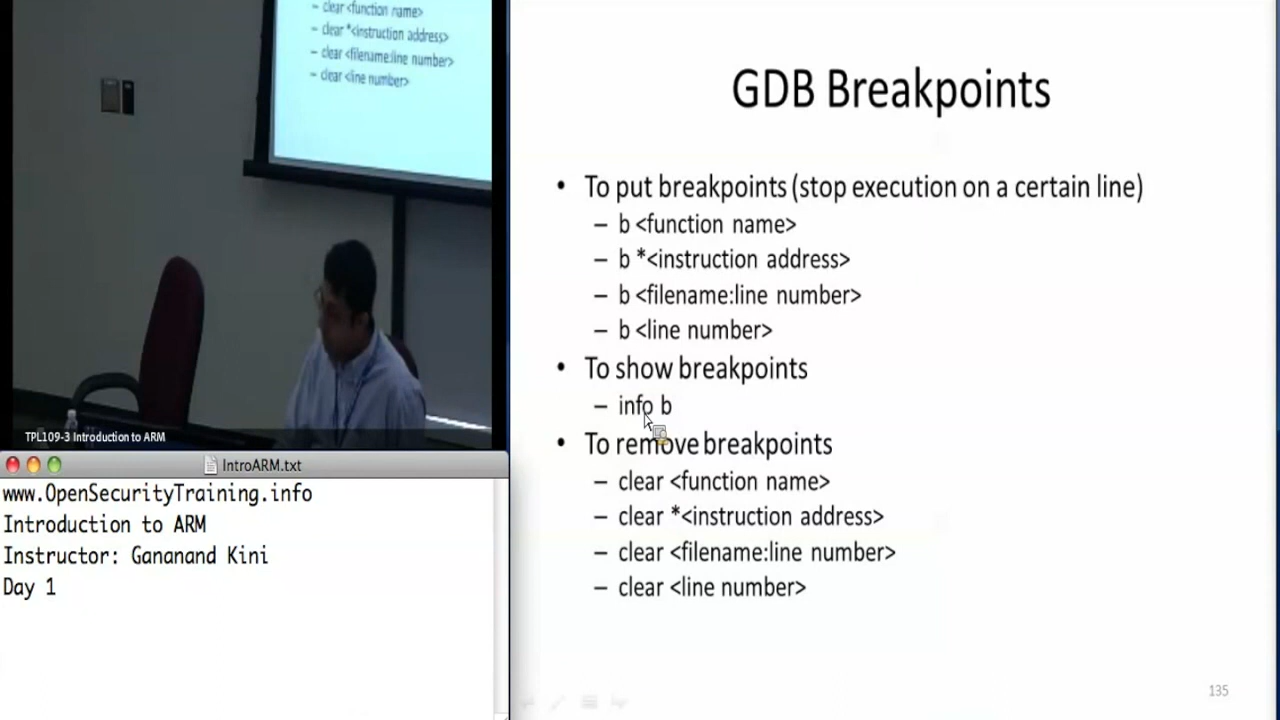 – clear <function name>
– clear *<instruction address>
– clear <filename:line number>
– clear <line number>
TPL109-3 Introduction to ARM
IntroARM.txt
www.OpenSecurityTraining.info
Introduction to ARM
Instructor: Gananand Kini
Day 1
GDB Breakpoints
• To put breakpoints (stop execution on a certain line)
– b <function name>
– b *<instruction address>
– b <filename:line number>
– b <line number>
• To show breakpoints
– info b
• To remove breakpoints
– clear <function name>
– clear *<instruction address>
– clear <filename:line number>
– clear <line number>
135